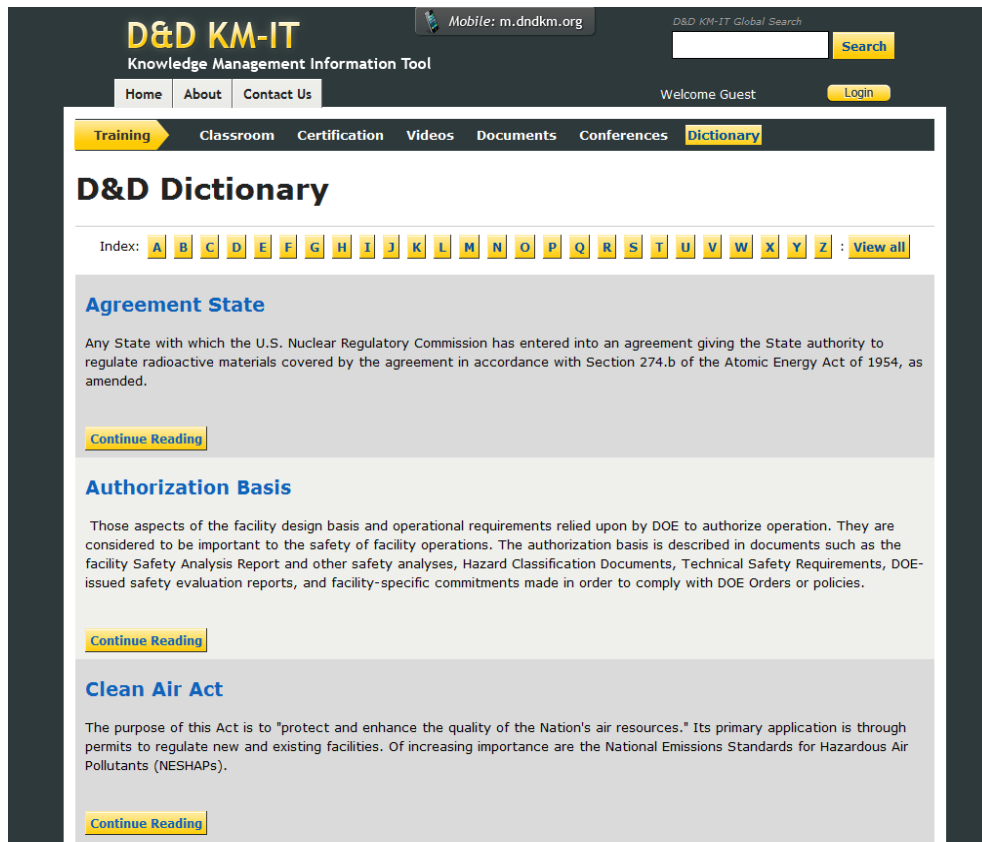 Mobile: m.dndkm.org
D&D KM-IT Global Search
D&D KM-IT
Search
Knowledge Management Information Tool
Home About Contact Us
Welcome Guest Login
Training Classroom Certification Videos Documents Conferences Dictionary
D&D Dictionary
Index: A B C D E F G H I J K L M N O P Q R S T U V W X Y Z : View all
Agreement State
Any State with which the U.S. Nuclear Regulatory Commission has entered into an agreement giving the State authority to
regulate radioactive materials covered by the agreement in accordance with Section 274.b of the Atomic Energy Act of 1954, as
amended.
Continue Reading
Authorization Basis
Those aspects of the facility design basis and operational requirements relied upon by DOE to authorize operation. They are
considered to be important to the safety of facility operations. The authorization basis is described in documents such as the
facility Safety Analysis Report and other safety analyses, Hazard Classification Documents, Technical Safety Requirements, DOE-
issued safety evaluation reports, and facility-specific commitments made in order to comply with DOE Orders or policies.
Continue Reading
Clean Air Act
The purpose of this Act is to "protect and enhance the quality of the Nation's air resources." Its primary application is through
permits to regulate new and existing facilities. Of increasing importance are the National Emissions Standards for Hazardous Air
Pollutants (NESHAPs).
Continue Reading